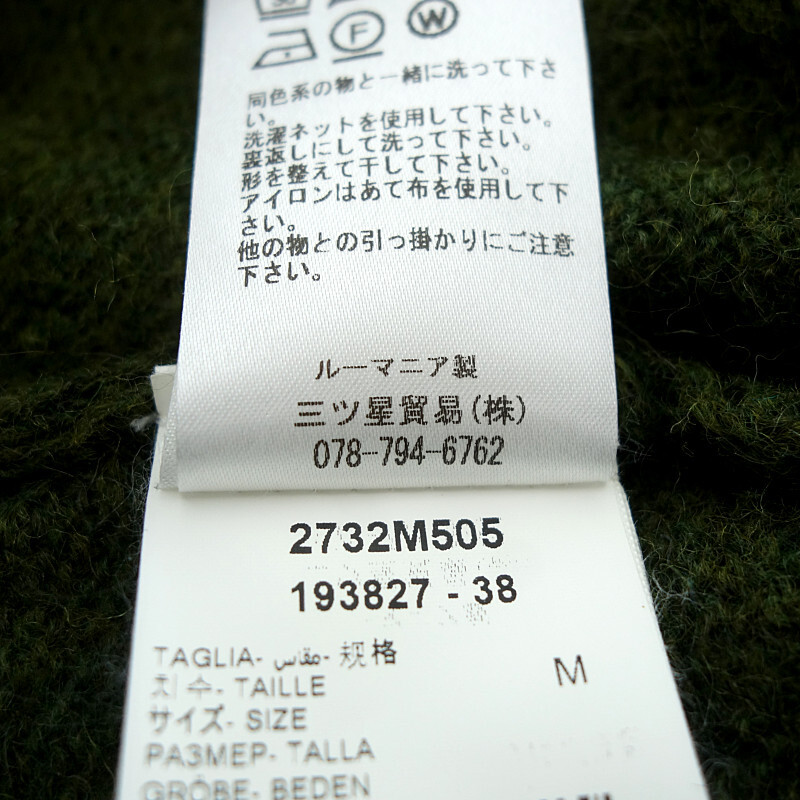 30
F
W
同色系の物と一緒に洗って下さ
い。
洗濯ネットを使用して下さい。
裏返しにして洗って下さい。
形を整えて干して下さい。
アイロンはあて布を使用して下
さい。
他の物との引っ掛かりにご注意
下さい。
ルーマニア製
三ツ星貿易(株)
078-794-6762
2732M505
193827 - 38
TAGLIA- مقاس- 规格
치 수- TAILLE
M
サイズ- SIZE
РАЗМЕР- TALLA
GRÖBE- BEDEN